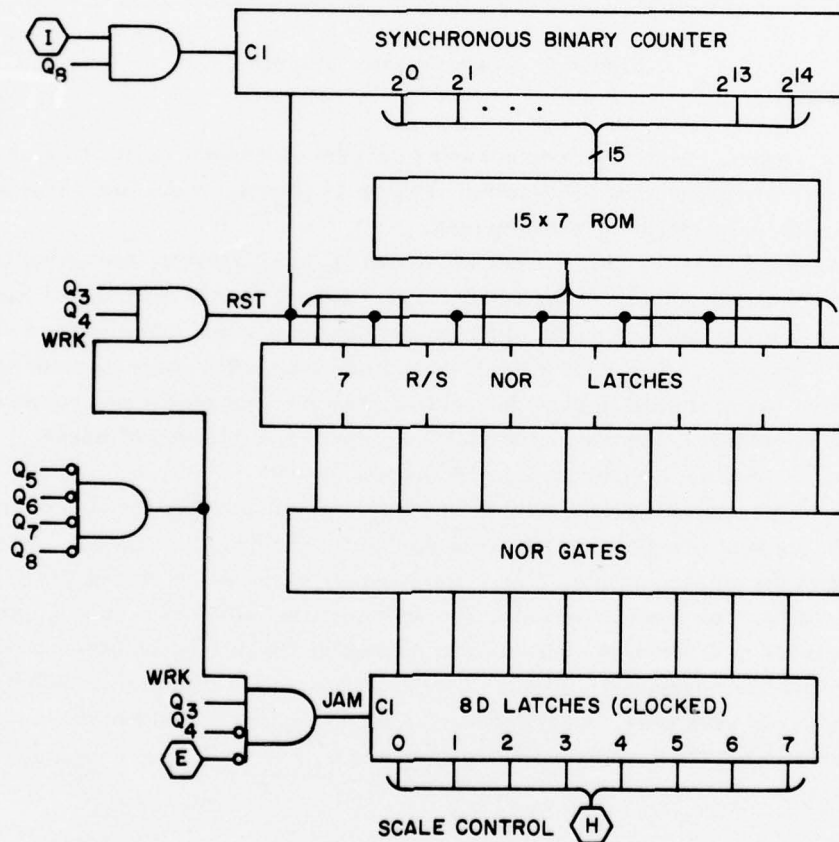 I
Q8
CI
SYNCHRONOUS BINARY COUNTER
2^0 2^1 . . . 2^13 2^14
15
15 x 7 ROM
Q3
Q4
WRK
RST
7 R/S NOR LATCHES
Q5
Q6
Q7
Q8
NOR GATES
WRK
Q3
Q4
E
JAM
CI
8D LATCHES (CLOCKED)
0 1 2 3 4 5 6 7
SCALE CONTROL H